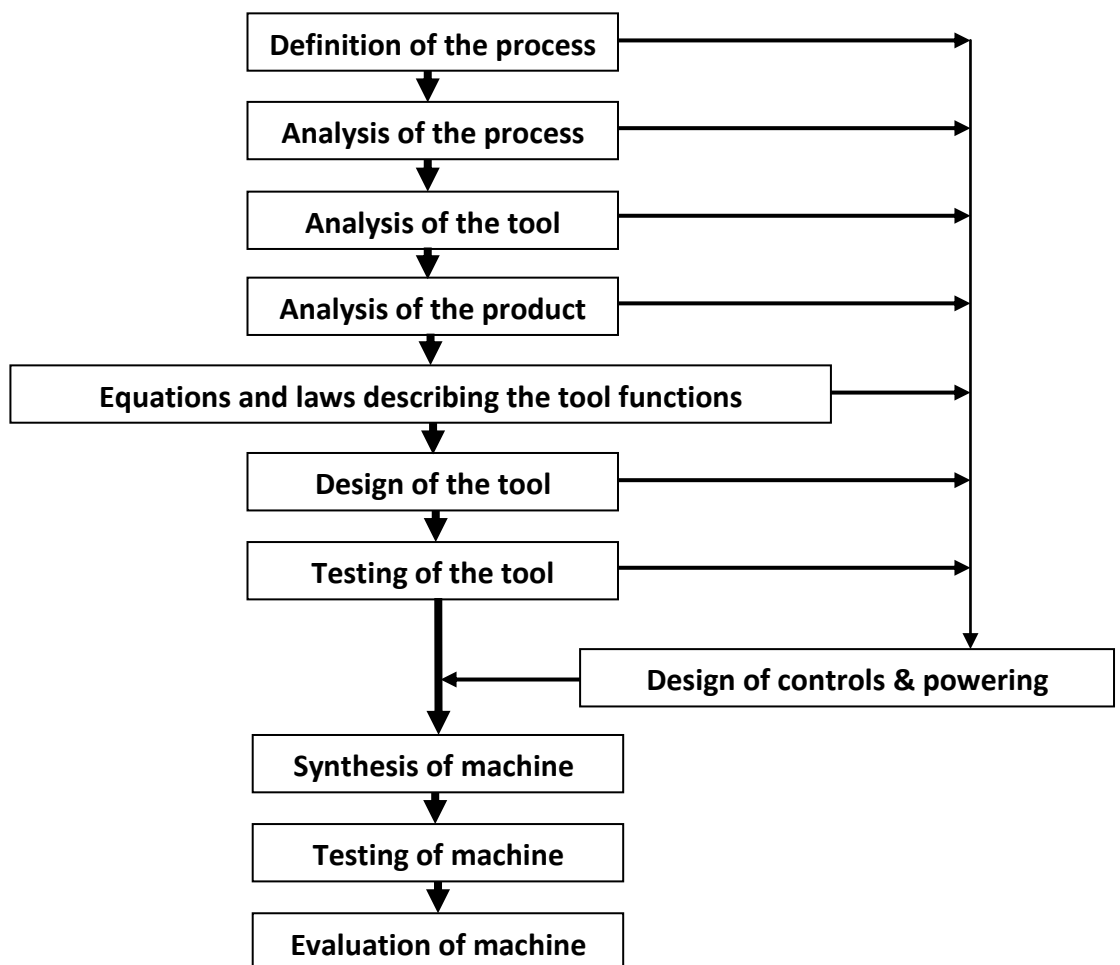 Definition of the process
Analysis of the process
Analysis of the tool
Analysis of the product
Equations and laws describing the tool functions
Design of the tool
Testing of the tool
Design of controls & powering
Synthesis of machine
Testing of machine
Evaluation of machine